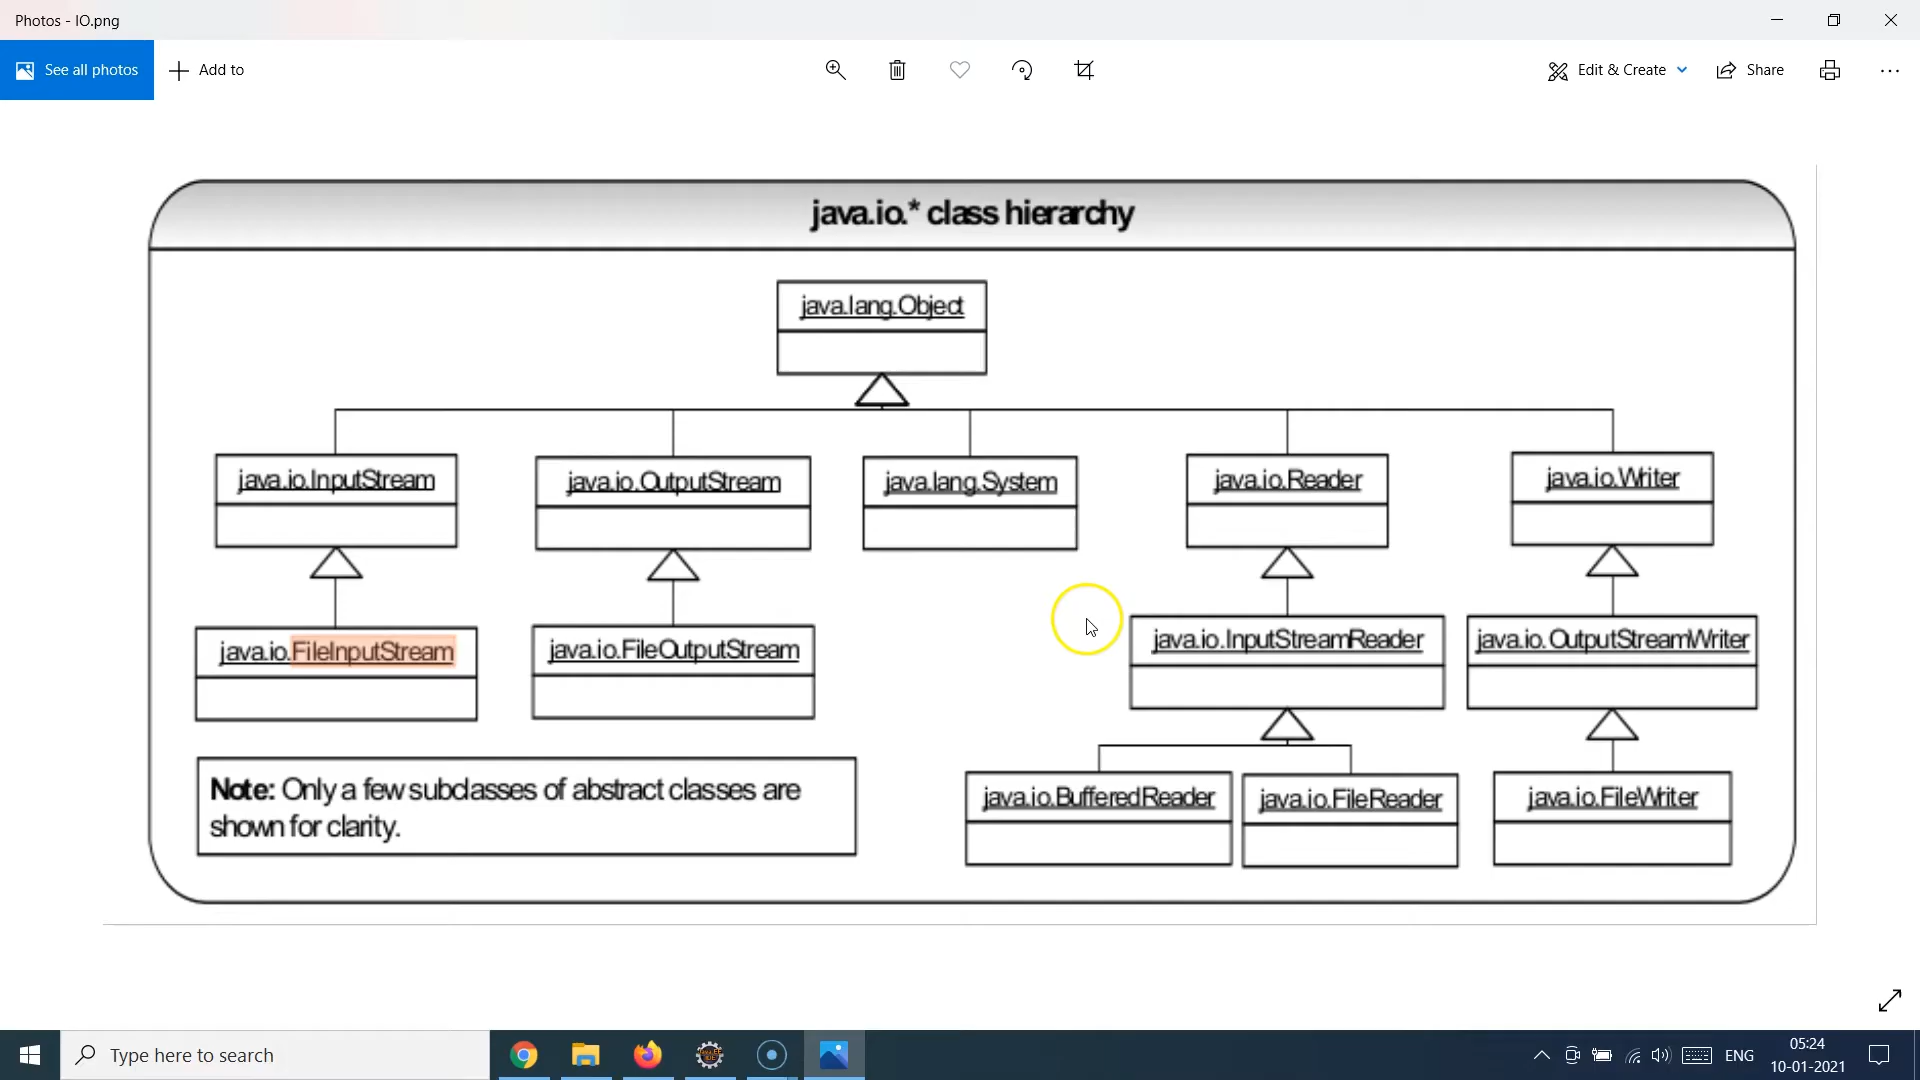 Photos - IO.png
See all photos
Add to
Edit & Create
Share
java.io.* class hierarchy
java.lang.Object
java.io.InputStream
java.io.OutputStream
java.lang.System
java.io.Reader
java.io.Writer
java.io.FileInputStream
java.io.FileOutputStream
java.io.InputStreamReader
java.io.OutputStreamWriter
Note: Only a few subclasses of abstract classes are
shown for clarity.
java.io.BufferedReader
java.io.FileReader
java.io.FileWriter
Type here to search
ENG
05:24
10-01-2021